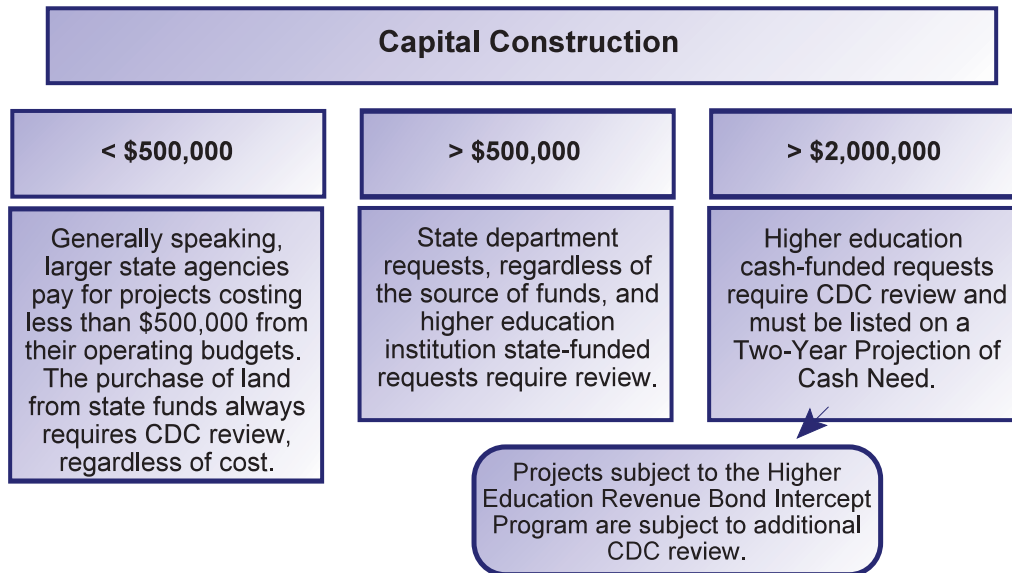 Capital Construction
< $500,000
> $500,000
> $2,000,000
Generally speaking,
larger state agencies
pay for projects costing
less than $500,000 from
their operating budgets.
The purchase of land
from state funds always
requires CDC review,
regardless of cost.
State department
requests, regardless of
the source of funds, and
higher education
institution state-funded
requests require review.
Higher education
cash-funded requests
require CDC review and
must be listed on a
Two-Year Projection of
Cash Need.
Projects subject to the Higher
Education Revenue Bond Intercept
Program are subject to additional
CDC review.